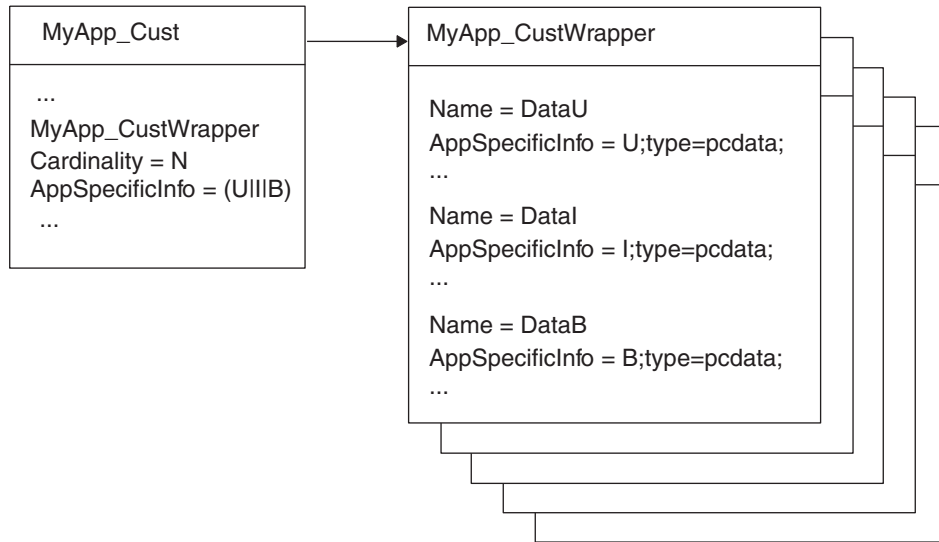 MyApp_Cust
...
MyApp_CustWrapper
Cardinality = N
AppSpecificInfo = (U|I|B)
...
MyApp_CustWrapper
Name = DataU
AppSpecificInfo = U;type=pcdata;
...
Name = DataI
AppSpecificInfo = I;type=pcdata;
...
Name = DataB
AppSpecificInfo = B;type=pcdata;
...